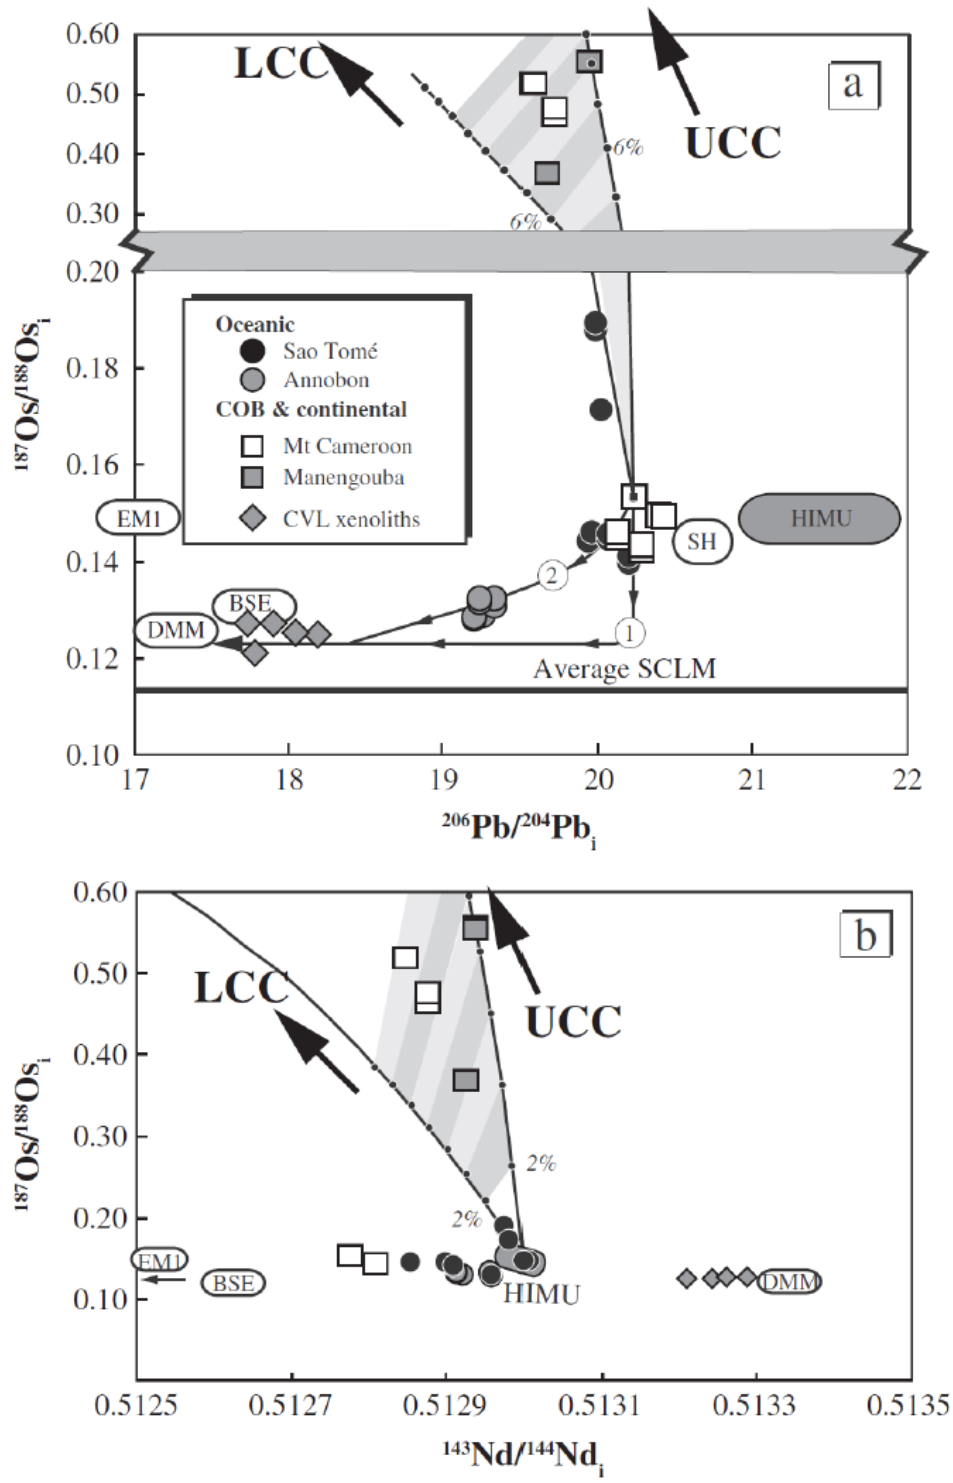 0.60
LCC
UCC
a
0.50
0.40
6%
0.30
6%
0.20
187Os/188Osi
Oceanic
Sao Tomé
Annobon
COB & continental
Mt Cameroon
Manengouba
CVL xenoliths
0.18
0.16
EM1
HIMU
SH
0.14
2
BSE
DMM
1
0.12
Average SCLM
0.10
17
18
19
20
21
22
206Pb/204Pbi
0.60
b
0.50
LCC
UCC
0.40
187Os/188Osi
0.30
2%
0.20
2%
EM1
BSE
HIMU
DMM
0.10
0.5125
0.5127
0.5129
0.5131
0.5133
0.5135
143Nd/144Ndi